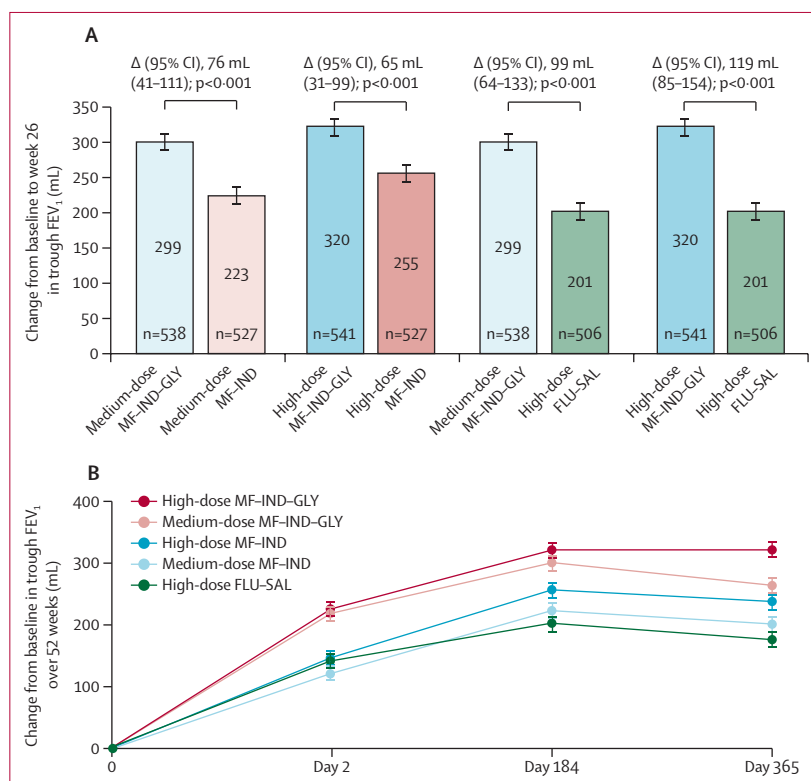 A
Δ (95% CI), 76 mL
(41–111); p<0·001
Δ (95% CI), 65 mL
(31–99); p<0·001
Δ (95% CI), 99 mL
(64–133); p<0·001
Δ (95% CI), 119 mL
(85–154); p<0·001
Change from baseline to week 26
in trough FEV₁ (mL)
350
300
250
200
150
100
50
0
299
n=538
223
n=527
320
n=541
255
n=527
299
n=538
201
n=506
320
n=541
201
n=506
Medium-dose
MF–IND–GLY
Medium-dose
MF–IND
High-dose
MF–IND–GLY
High-dose
MF–IND
Medium-dose
MF–IND–GLY
High-dose
FLU–SAL
High-dose
MF–IND–GLY
High-dose
FLU–SAL
B
Change from baseline in trough FEV₁
over 52 weeks (mL)
400
300
200
100
0
High-dose MF–IND–GLY
Medium-dose MF–IND–GLY
High-dose MF–IND
Medium-dose MF–IND
High-dose FLU–SAL
0
Day 2
Day 184
Day 365